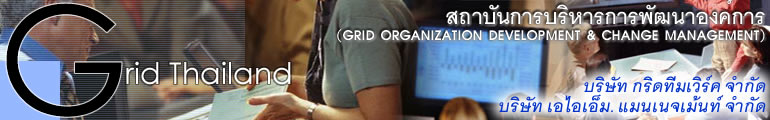 สถาบันการบริหารการพัฒนาองค์การ
(GRID ORGANIZATION DEVELOPMENT & CHANGE MANAGEMENT)
Grid Thailand
บริษัท กริดทีมเวิร์ค จำกัด
บริษัท เอไอเอ็ม. แมนเนจเม้นท์ จำกัด